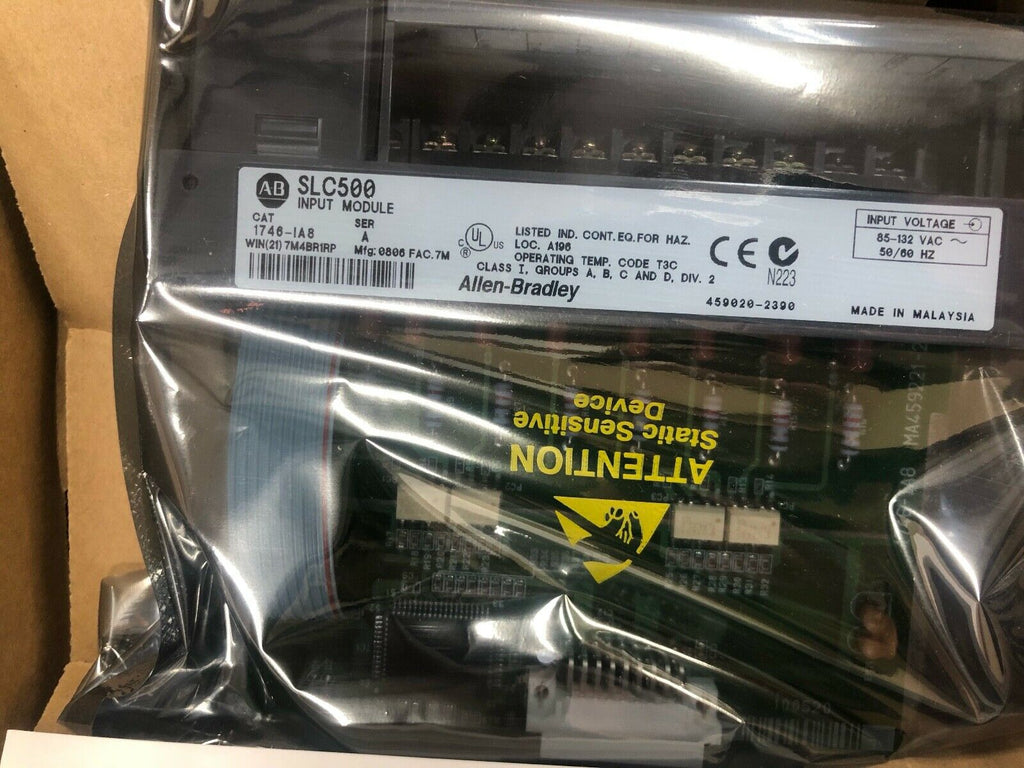 AB SLC500
INPUT MODULE
CAT SER
1746-IA8 A
WIN(21) 7M4BR1RP Mfg: 0806 FAC. 7M
C UL US
®
LISTED IND. CONT. EQ. FOR HAZ.
LOC. A196
OPERATING TEMP. CODE T3C
CLASS I, GROUPS A, B, C AND D, DIV. 2
Allen-Bradley
CE
N223
459020-2390
INPUT VOLTAGE
85-132 VAC ~
50/60 HZ
MADE IN MALAYSIA
ATTENTION
Static Sensitive
Device